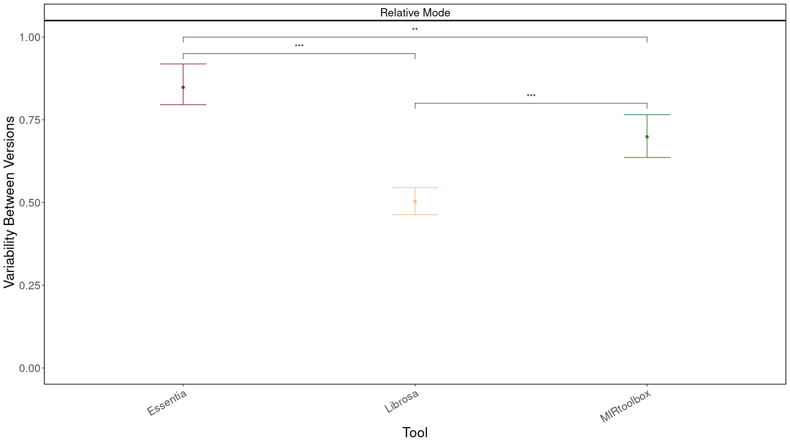 Relative Mode
**
1.00
***
***
0.75
0.50
0.25
0.00
Variability Between Versions
Essentia
Librosa
MIRtoolbox
Tool